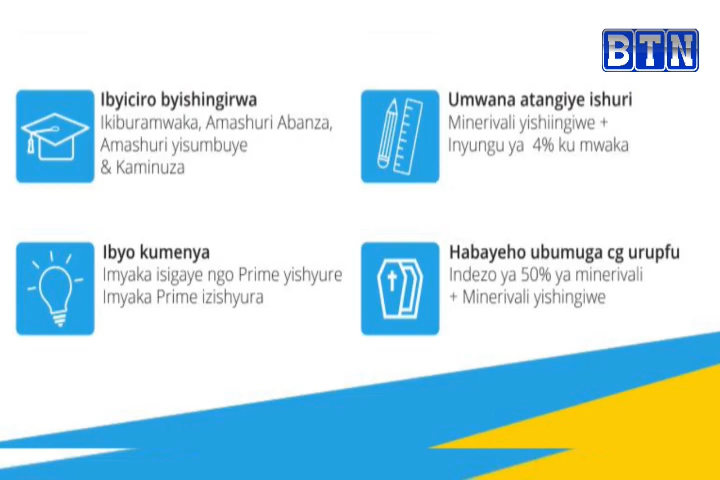 BTN
Ibyiciro byishingirwa
Ikiburamwaka, Amashuri Abanza,
Amashuri yisumbuye
& Kaminuza
Umwana atangiye ishuri
Minerivali yishiingiwe +
Inyungu ya 4% ku mwaka
Ibyo kumenya
Imyaka isigaye ngo Prime yishyure
Imyaka Prime izishyura
Habayeho ubumuga cg urupfu
Indezo ya 50% ya minerivali
+ Minerivali yishingiwe